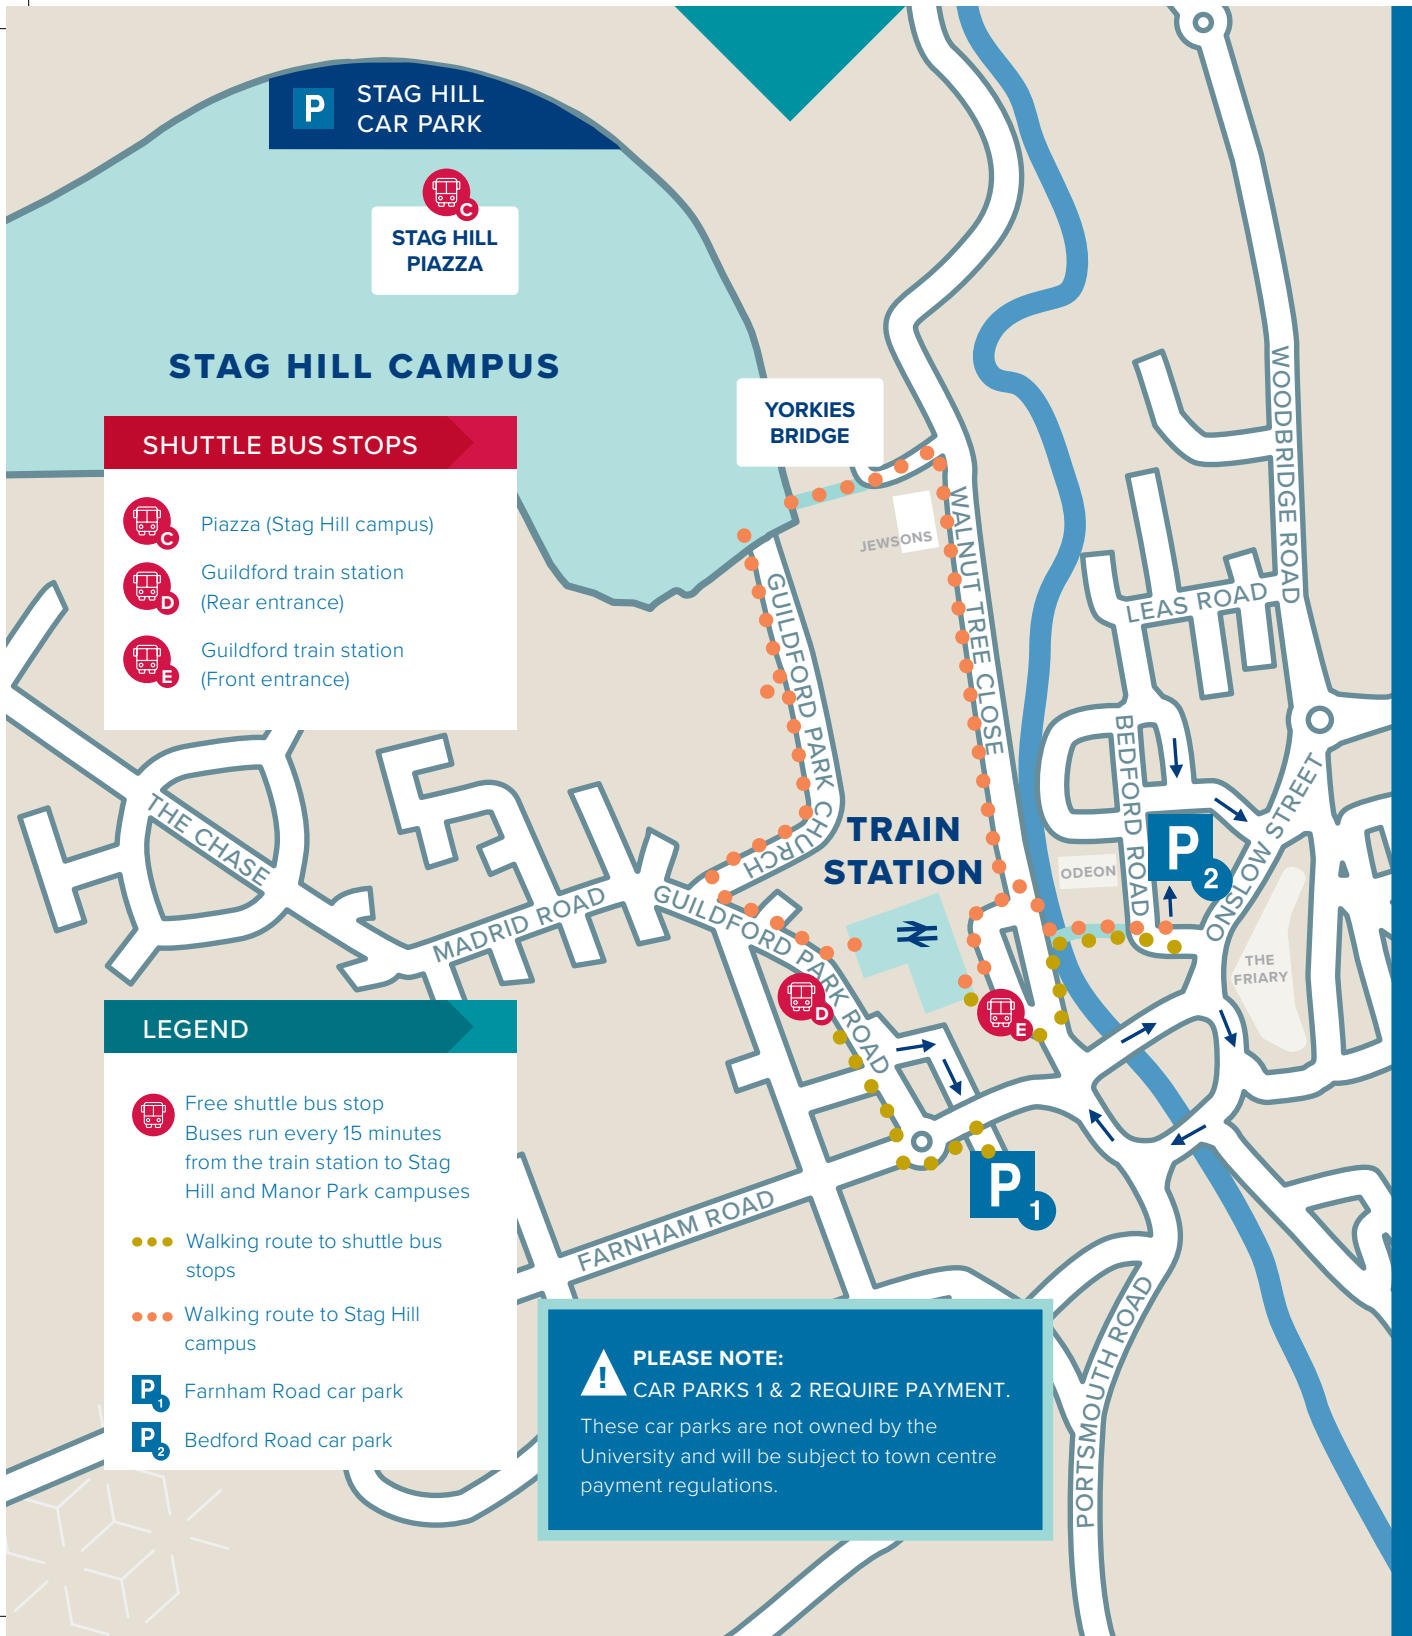 P
STAG HILL
CAR PARK
C
STAG HILL
PIAZZA
STAG HILL CAMPUS
YORKIES
BRIDGE
SHUTTLE BUS STOPS
C
Piazza (Stag Hill campus)
D
Guildford train station
(Rear entrance)
E
Guildford train station
(Front entrance)
JEWSONS
WALNUT TREE CLOSE
WOODBRIDGE ROAD
LEAS ROAD
GUILDFORD PARK
CHURCH
BEDFORD ROAD
ONSLOW STREET
THE CHASE
MADRID ROAD
GUILDFORD PARK ROAD
TRAIN
STATION
ODEON
P
2
THE
FRIARY
D
E
LEGEND
Free shuttle bus stop
Buses run every 15 minutes
from the train station to Stag
Hill and Manor Park campuses
Walking route to shuttle bus
stops
Walking route to Stag Hill
campus
P
1
Farnham Road car park
P
2
Bedford Road car park
P
1
FARNHAM ROAD
PORTSMOUTH ROAD
!
PLEASE NOTE:
CAR PARKS 1 & 2 REQUIRE PAYMENT.
These car parks are not owned by the
University and will be subject to town centre
payment regulations.